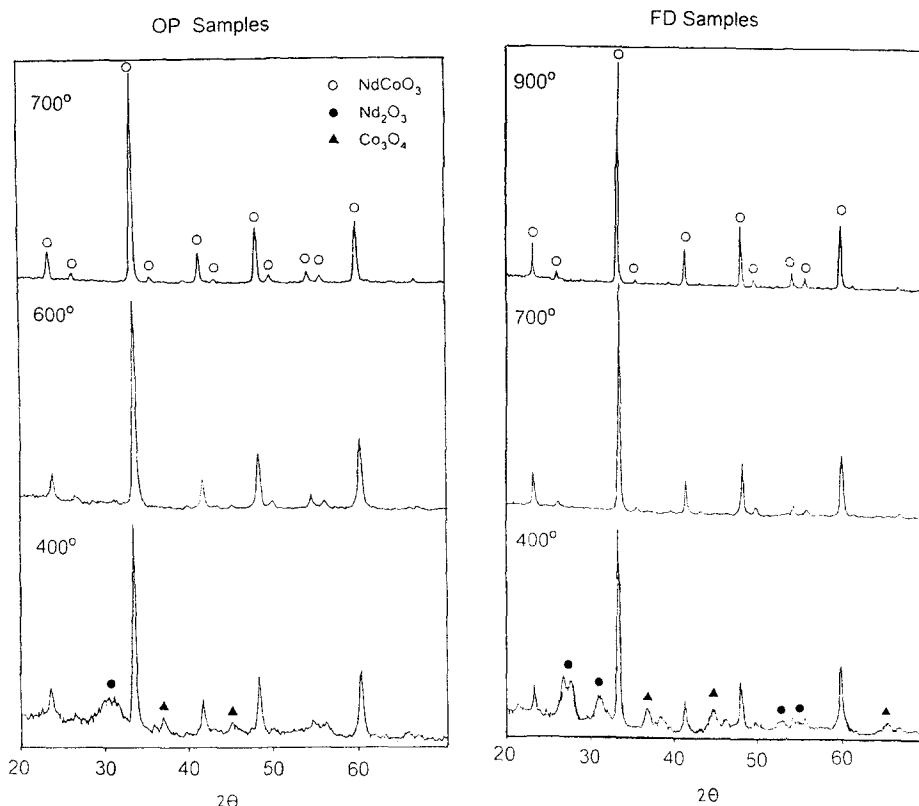 OP Samples
FD Samples
700°
○ NdCoO₃
● Nd₂O₃
▲ Co₃O₄
600°
400°
20 30 40 50 60
2Θ
900°
700°
400°
20 30 40 50 60
2Θ